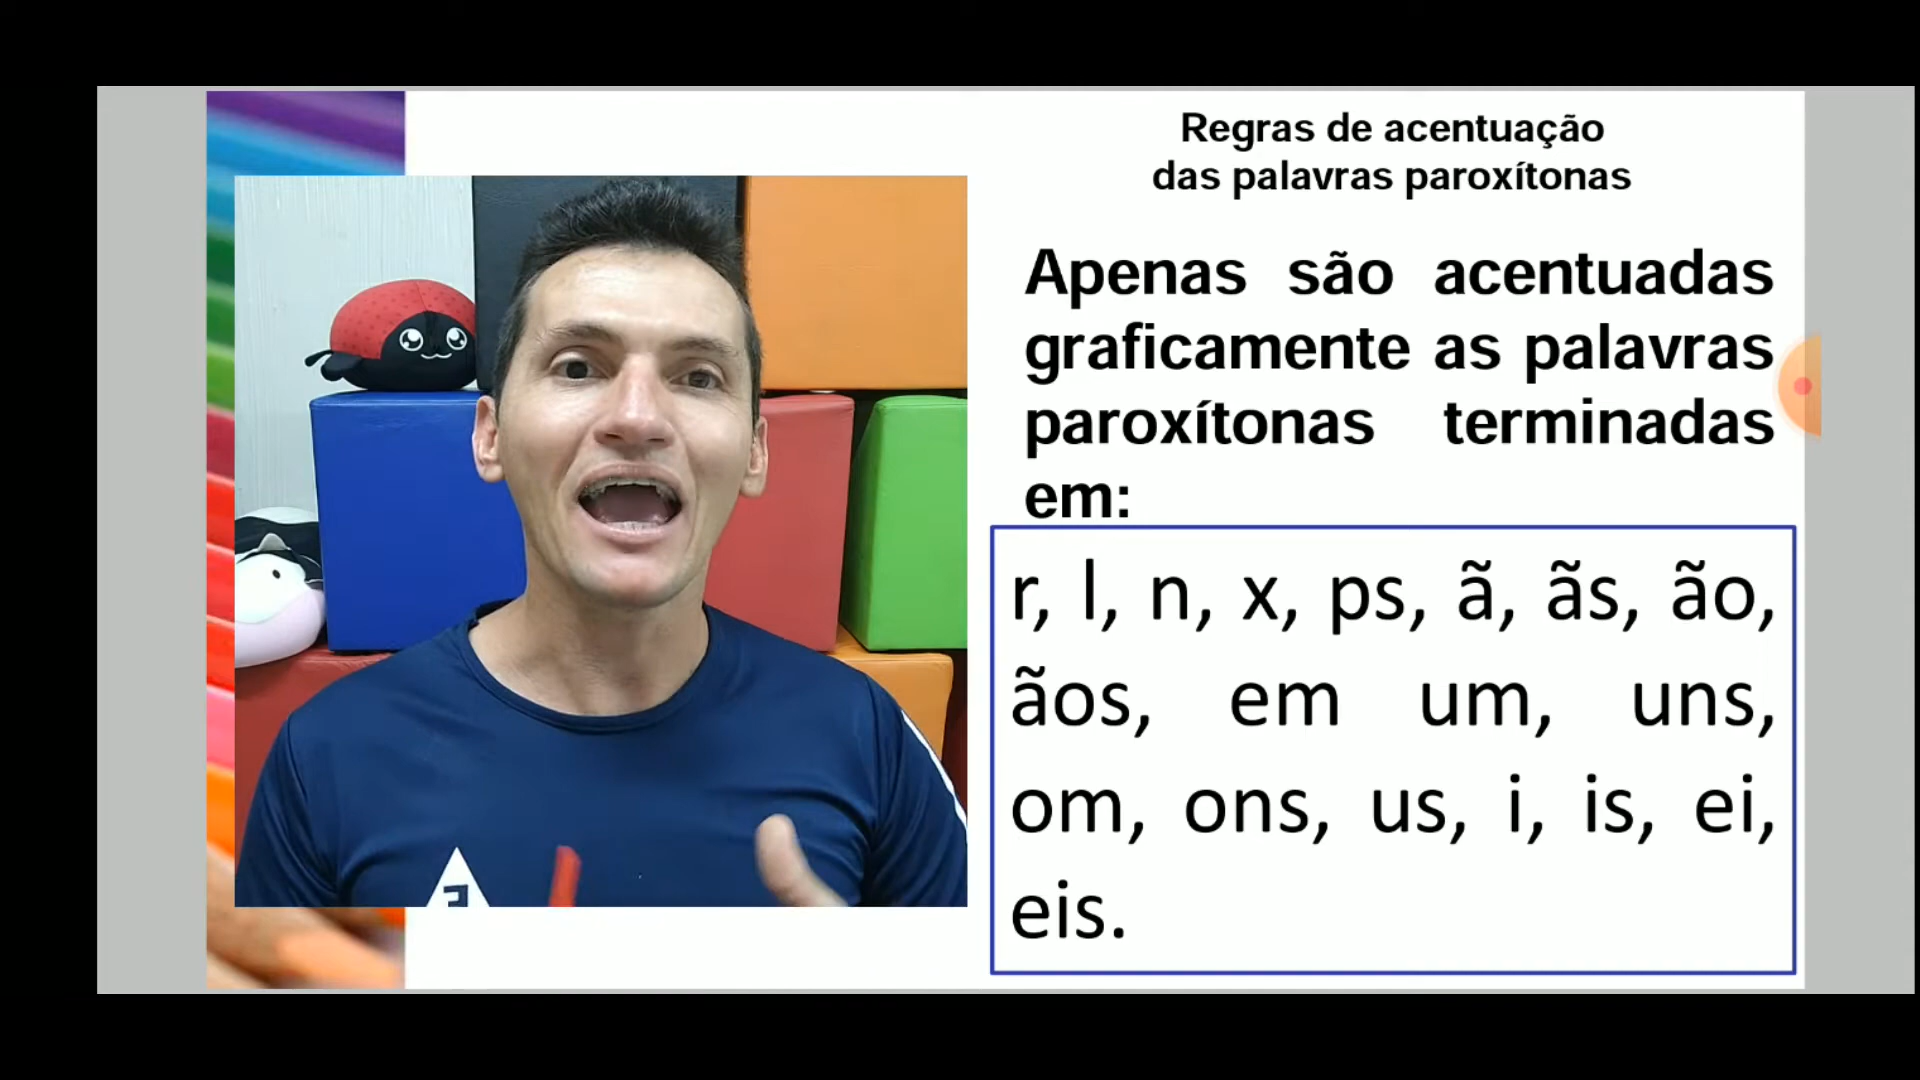 Regras de acentuação
das palavras paroxítonas
Apenas são acentuadas
graficamente as palavras
paroxítonas terminadas
em:
r, l, n, x, ps, ã, ãs, ão,
ãos, em um, uns,
om, ons, us, i, is, ei,
eis.